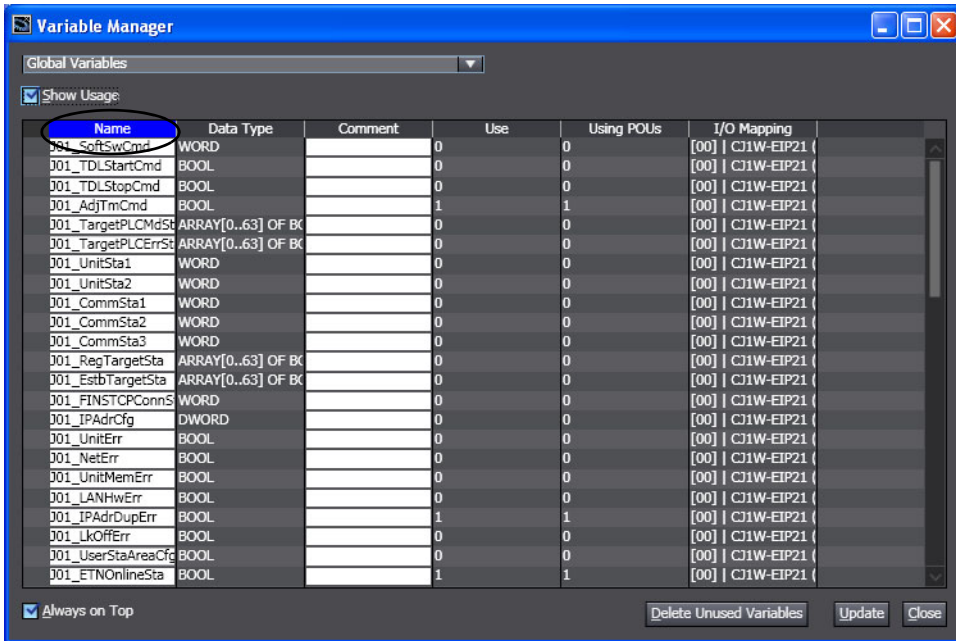 Variable Manager
Global Variables
Show Usage
Name Data Type Comment Use Using POUs I/O Mapping
J01_SoftSwCmd WORD 0 0 [00] | CJ1W-EIP21 (
J01_TDLStartCmd BOOL 0 0 [00] | CJ1W-EIP21 (
J01_TDLStopCmd BOOL 0 0 [00] | CJ1W-EIP21 (
J01_AdjTmCmd BOOL 1 1 [00] | CJ1W-EIP21 (
J01_TargetPLCMdSt ARRAY[0..63] OF BO 0 0 [00] | CJ1W-EIP21 (
J01_TargetPLCErrSt ARRAY[0..63] OF BO 0 0 [00] | CJ1W-EIP21 (
J01_UnitSta1 WORD 0 0 [00] | CJ1W-EIP21 (
J01_UnitSta2 WORD 0 0 [00] | CJ1W-EIP21 (
J01_CommSta1 WORD 0 0 [00] | CJ1W-EIP21 (
J01_CommSta2 WORD 0 0 [00] | CJ1W-EIP21 (
J01_CommSta3 WORD 0 0 [00] | CJ1W-EIP21 (
J01_RegTargetSta ARRAY[0..63] OF BO 0 0 [00] | CJ1W-EIP21 (
J01_EstbTargetSta ARRAY[0..63] OF BO 0 0 [00] | CJ1W-EIP21 (
J01_FINSTCPConnS WORD 0 0 [00] | CJ1W-EIP21 (
J01_IPAdrCfg DWORD 0 0 [00] | CJ1W-EIP21 (
J01_UnitErr BOOL 0 0 [00] | CJ1W-EIP21 (
J01_NetErr BOOL 0 0 [00] | CJ1W-EIP21 (
J01_UnitMemErr BOOL 0 0 [00] | CJ1W-EIP21 (
J01_LANHwErr BOOL 0 0 [00] | CJ1W-EIP21 (
J01_IPAdrDupErr BOOL 1 1 [00] | CJ1W-EIP21 (
J01_LkOffErr BOOL 0 0 [00] | CJ1W-EIP21 (
J01_UserStaAreaCfg BOOL 0 0 [00] | CJ1W-EIP21 (
J01_ETNOnlineSta BOOL 1 1 [00] | CJ1W-EIP21 (
Always on Top Delete Unused Variables Update Close